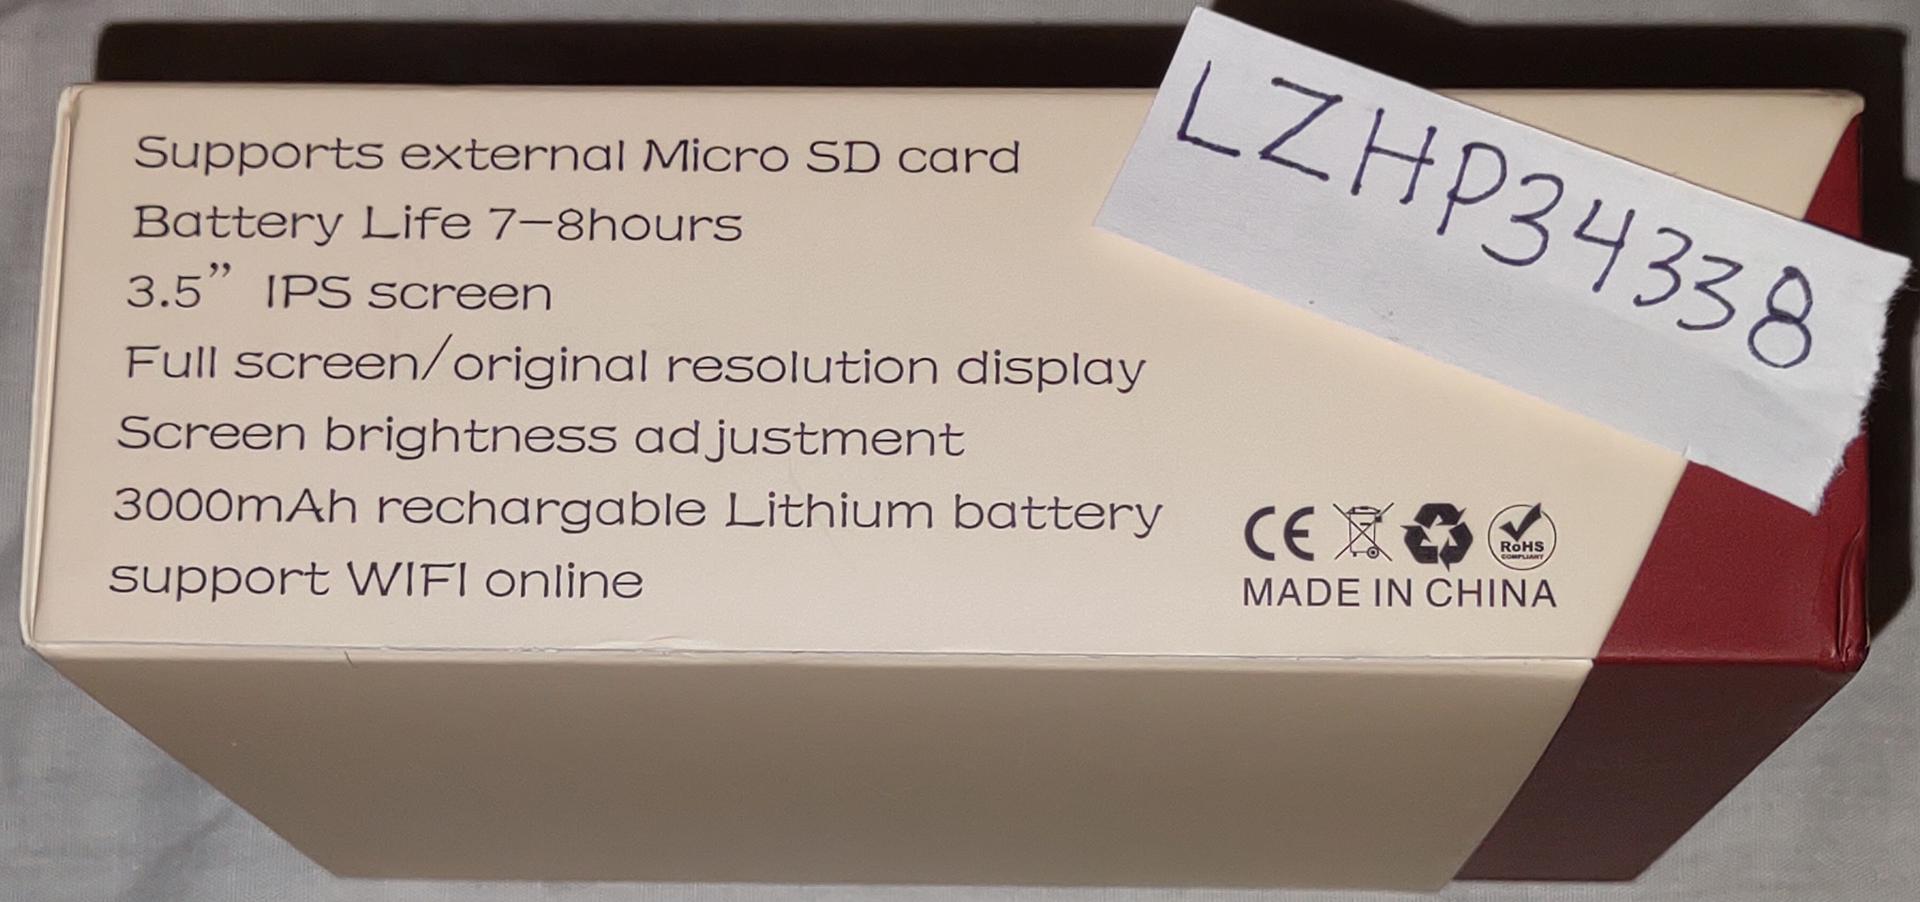 Supports external Micro SD card
Battery Life 7–8hours
3.5” IPS screen
Full screen/original resolution display
Screen brightness adjustment
3000mAh rechargable Lithium battery
support WIFI online
LZHP34338
CE
RoHS
COMPLIANT
MADE IN CHINA